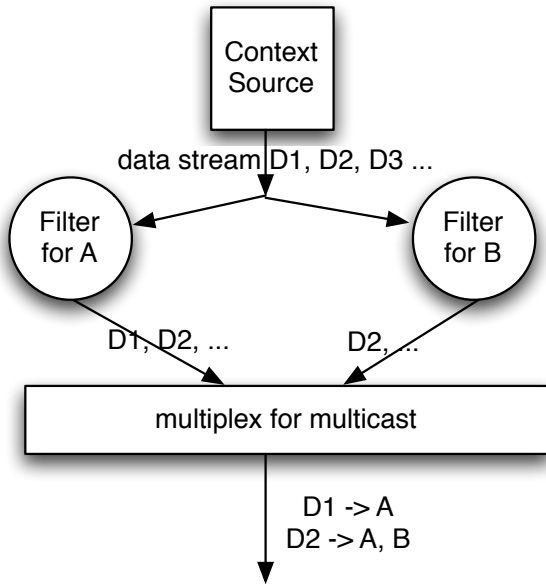 Context
Source
data stream D1, D2, D3 ...
Filter
for A
Filter
for B
D1, D2, ...
D2, ...
multiplex for multicast
D1 -> A
D2 -> A, B